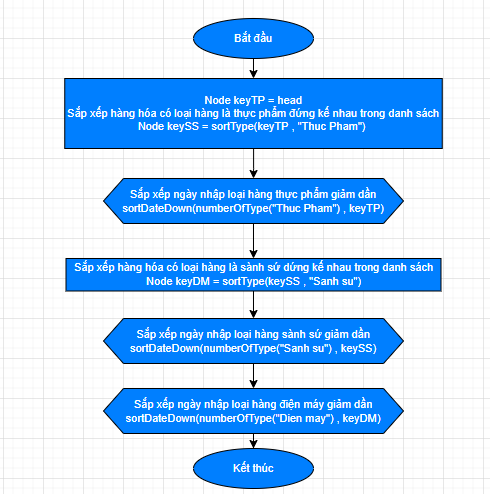 Bắt đầu
Node keyTP = head
Sắp xếp hàng hóa có loại hàng là thực phẩm đứng kế nhau trong danh sách
Node keySS = sortType(keyTP , "Thuc Pham")
Sắp xếp ngày nhập loại hàng thực phẩm giảm dần
sortDateDown(numberOfType("Thuc Pham") , keyTP)
Sắp xếp hàng hóa có loại hàng là sành sứ dứng kế nhau trong danh sách
Node keyDM = sortType(keySS , "Sanh su")
Sắp xếp ngày nhập loại hàng sành sứ giảm dần
sortDateDown(numberOfType("Sanh su") , keySS)
Sắp xếp ngày nhập loại hàng điện máy giảm dần
sortDateDown(numberOfType("Dien may") , keyDM)
Kết thúc